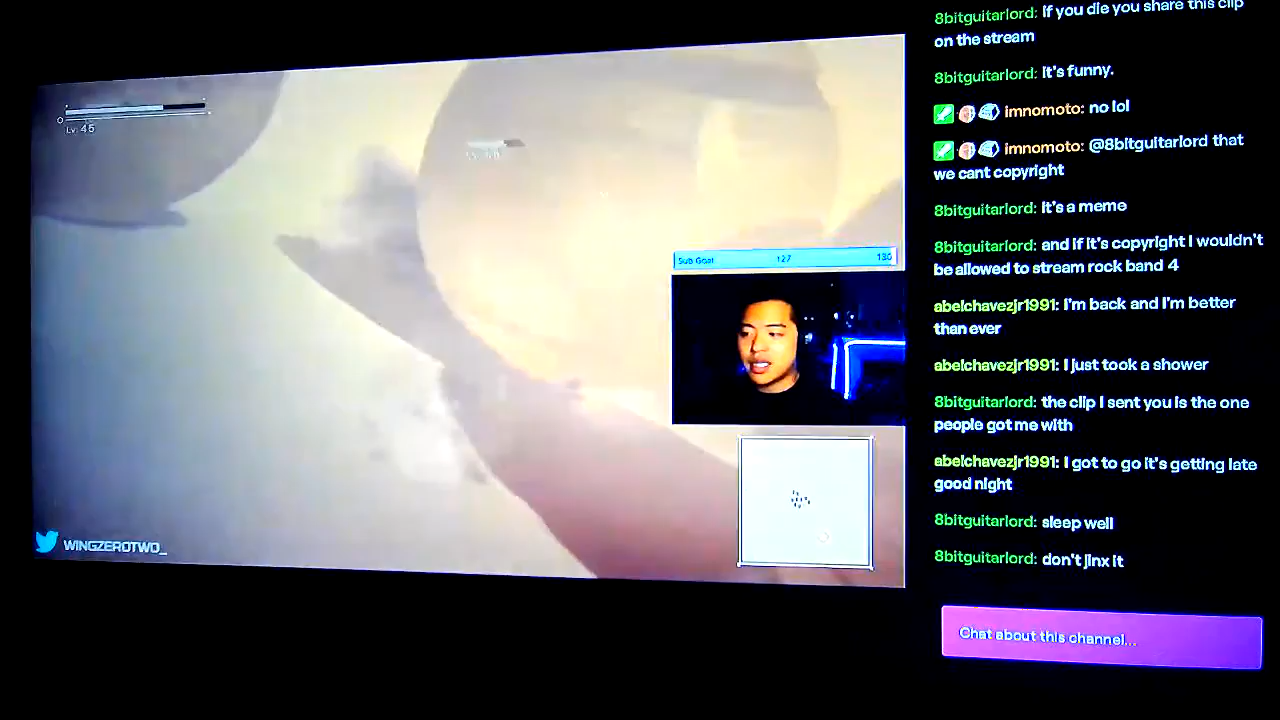 Lv: 45
Sub Goal 127 130
WINGZEROTWO_
8bitguitarlord: If you die you share this clip
on the stream
8bitguitarlord: It's funny.
imnomoto: no lol
imnomoto: @8bitguitarlord that
we cant copyright
8bitguitarlord: It's a meme
8bitguitarlord: and if it's copyright I wouldn't
be allowed to stream rock band 4
abelchavezjr1991: I'm back and I'm better
than ever
abelchavezjr1991: I just took a shower
8bitguitarlord: the clip I sent you is the one
people got me with
abelchavezjr1991: I got to go it's getting late
good night
8bitguitarlord: sleep well
8bitguitarlord: don't jinx it
Chat about this channel...